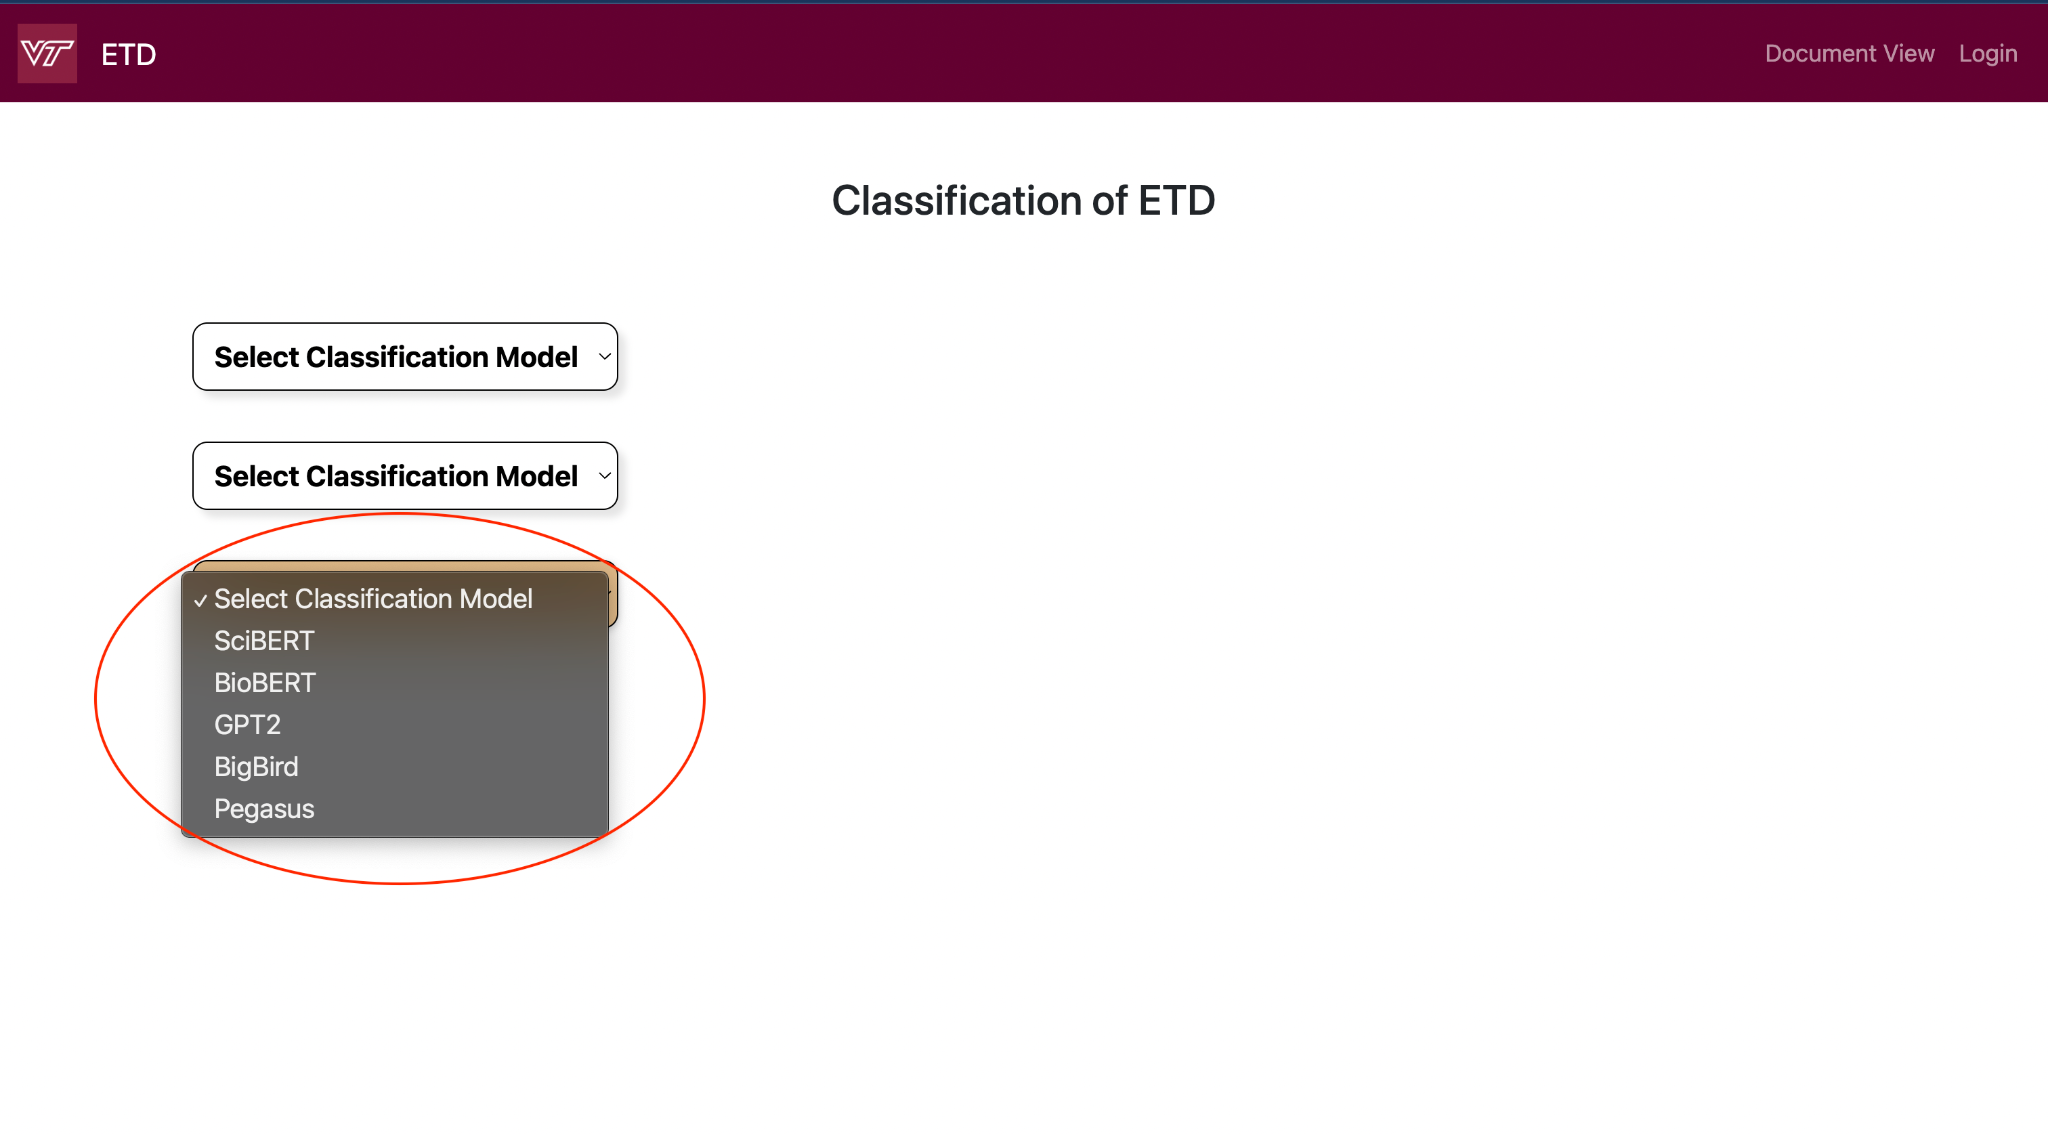 VT ETD Document View Login
Classification of ETD
Select Classification Model
Select Classification Model
✓ Select Classification Model
SciBERT
BioBERT
GPT2
BigBird
Pegasus